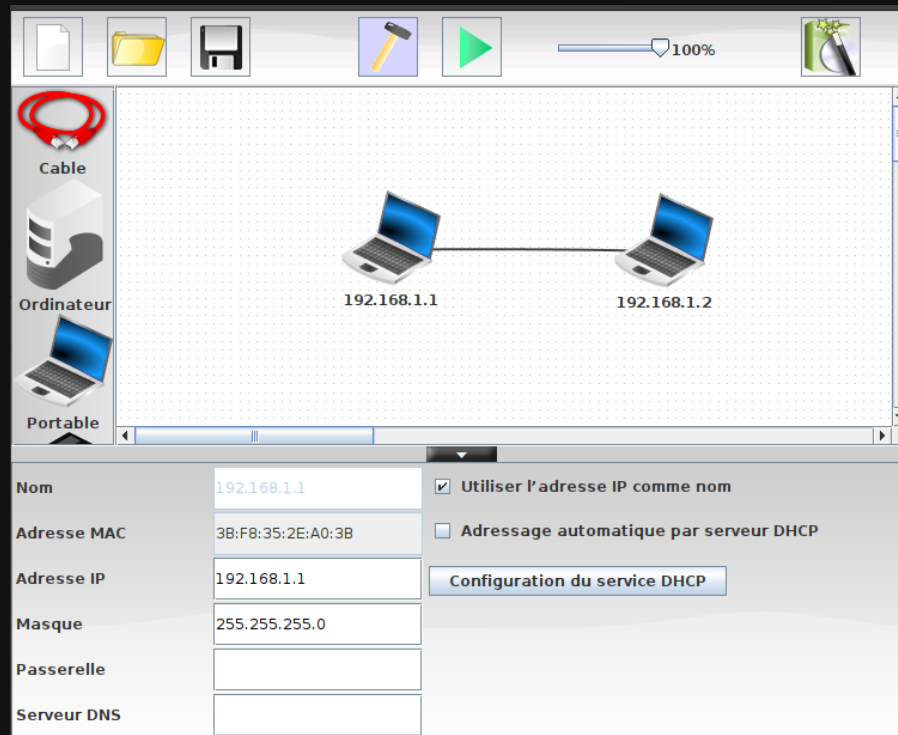 100%
Cable
Ordinateur
Portable
192.168.1.1
192.168.1.2
Nom
192.168.1.1
Utiliser l'adresse IP comme nom
Adresse MAC
3B:F8:35:2E:A0:3B
Adressage automatique par serveur DHCP
Adresse IP
192.168.1.1
Configuration du service DHCP
Masque
255.255.255.0
Passerelle
Serveur DNS